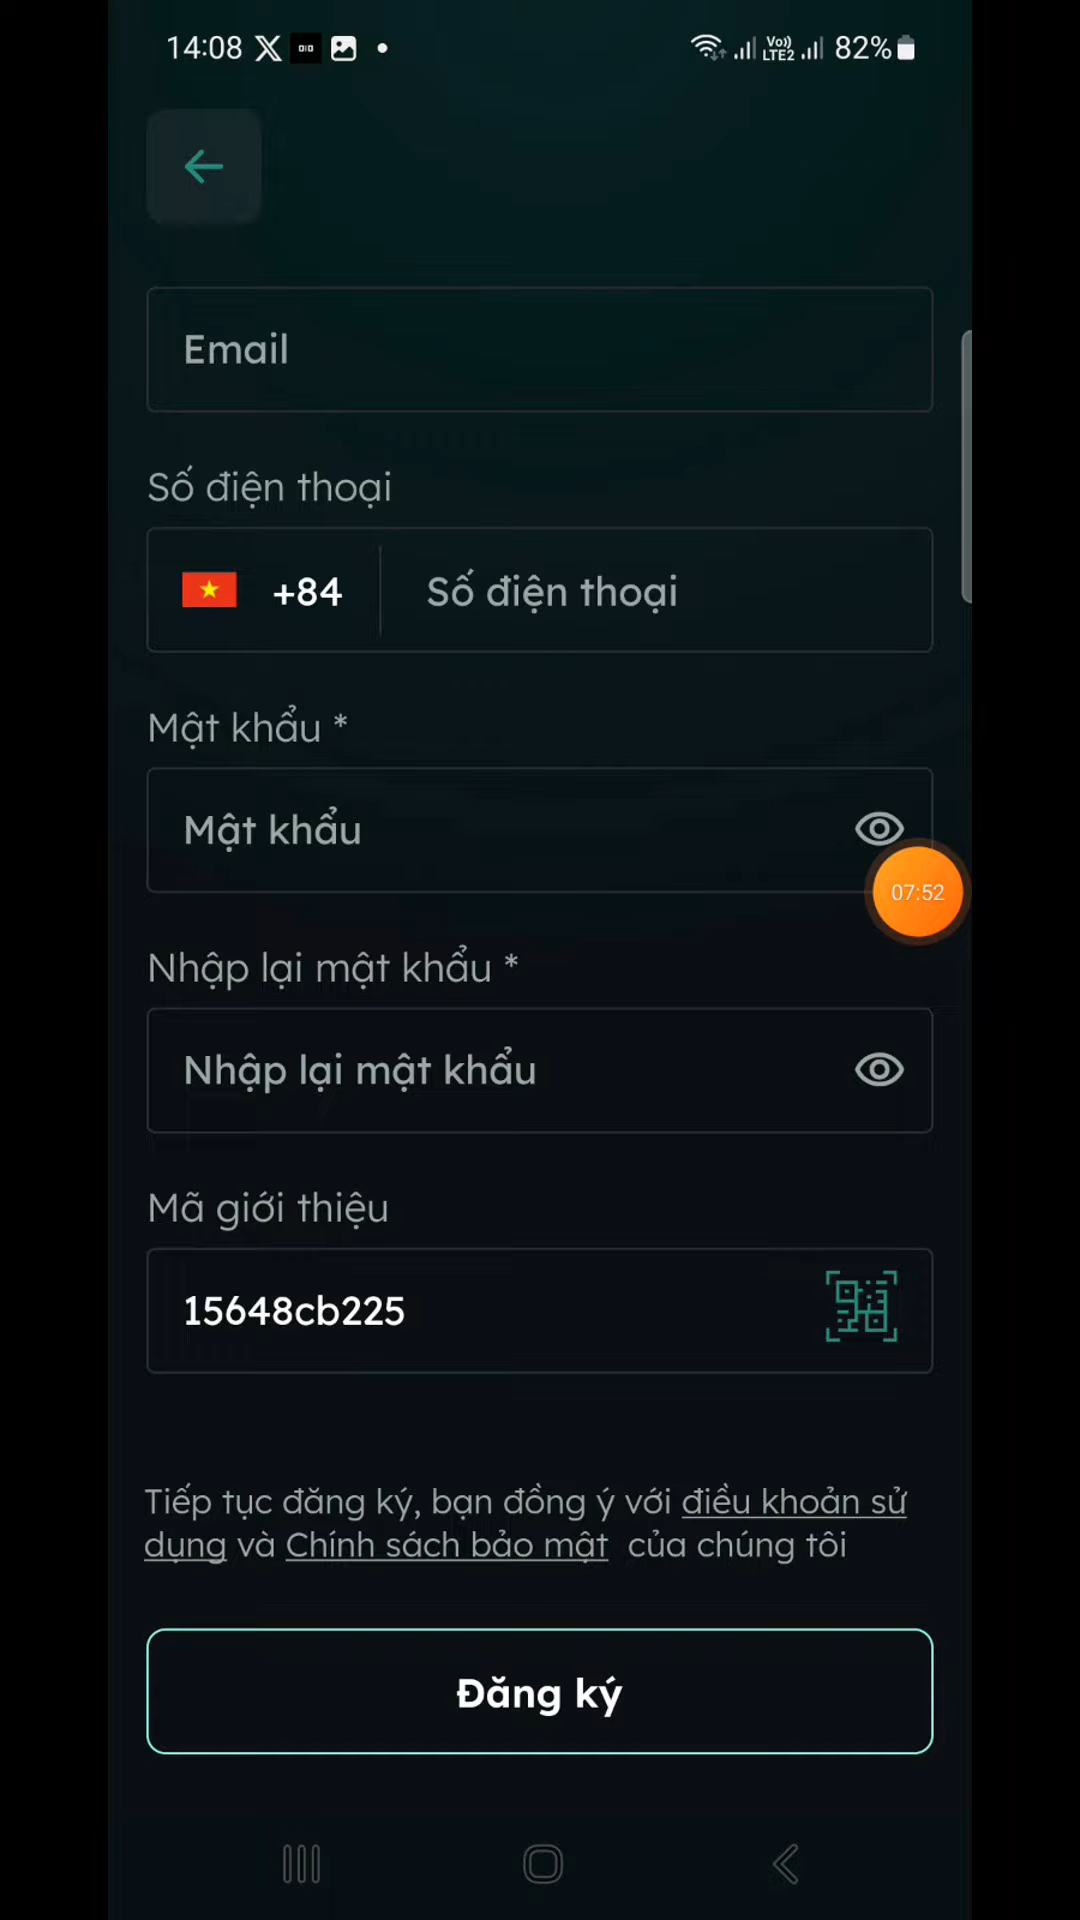 14:08
Vo)) LTE2 82%
Email
Số điện thoại
+84 Số điện thoại
Mật khẩu *
Mật khẩu
07:52
Nhập lại mật khẩu *
Nhập lại mật khẩu
Mã giới thiệu
15648cb225
Tiếp tục đăng ký, bạn đồng ý với điều khoản sử
dụng và Chính sách bảo mật của chúng tôi
Đăng ký